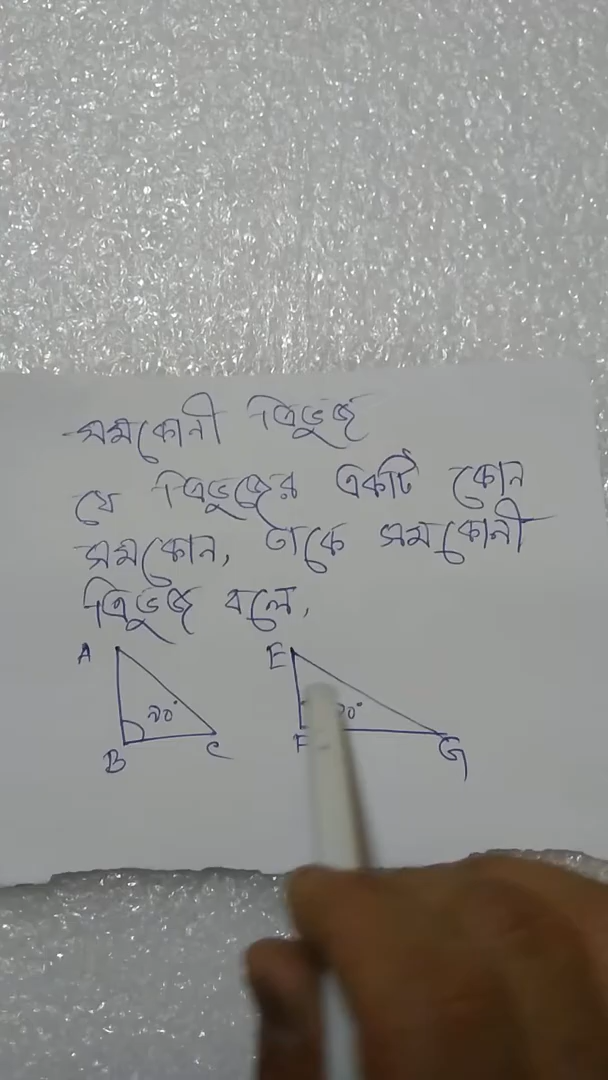 সমকোনী ত্রিভুজ
যে ত্রিভুজের একটি কোন
সমকোন, তাকে সমকোনী
ত্রিভুজ বলে,
A E
৯০° ৯০°
B C F G